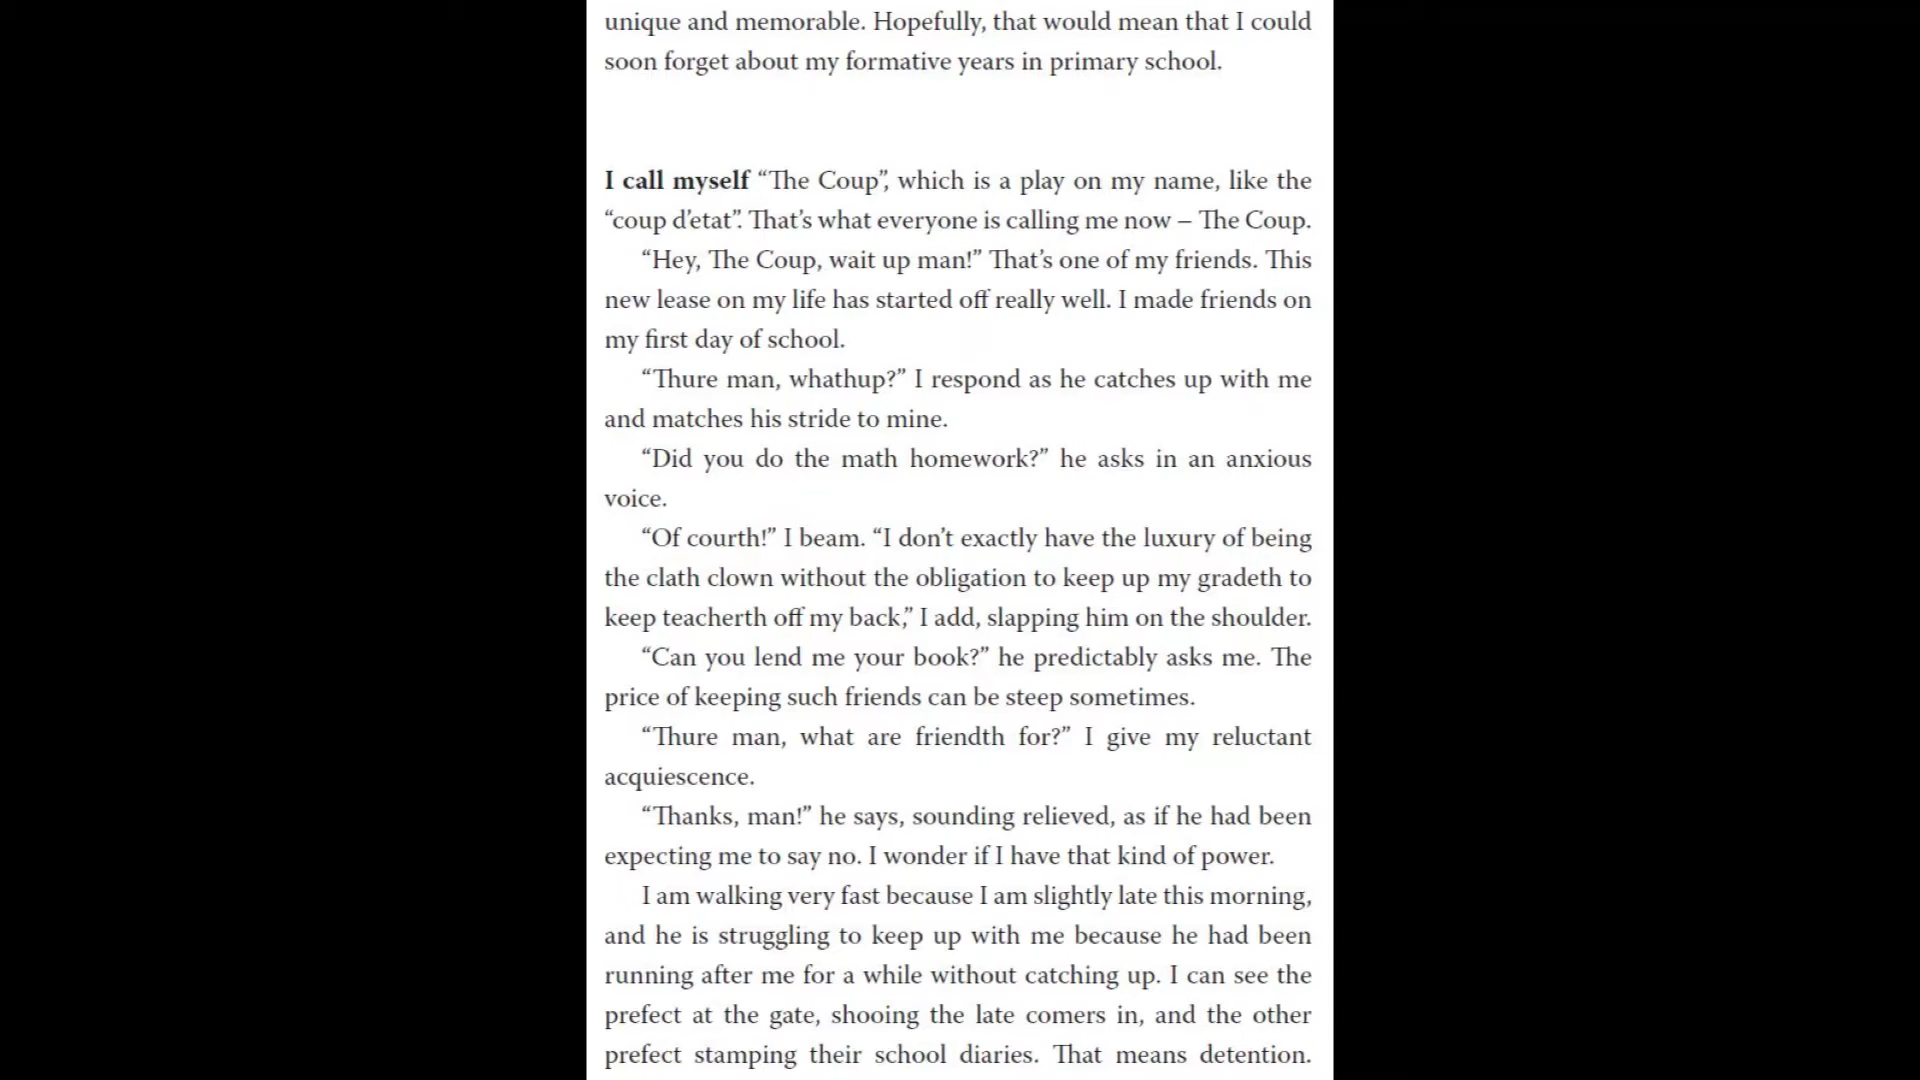 unique and memorable. Hopefully, that would mean that I could
soon forget about my formative years in primary school.
I call myself “The Coup”, which is a play on my name, like the
“coup d’etat”. That’s what everyone is calling me now – The Coup.
“Hey, The Coup, wait up man!” That’s one of my friends. This
new lease on my life has started off really well. I made friends on
my first day of school.
“Thure man, whathup?” I respond as he catches up with me
and matches his stride to mine.
“Did you do the math homework?” he asks in an anxious
voice.
“Of courth!” I beam. “I don’t exactly have the luxury of being
the clath clown without the obligation to keep up my gradeth to
keep teacherth off my back,” I add, slapping him on the shoulder.
“Can you lend me your book?” he predictably asks me. The
price of keeping such friends can be steep sometimes.
“Thure man, what are friendth for?” I give my reluctant
acquiescence.
“Thanks, man!” he says, sounding relieved, as if he had been
expecting me to say no. I wonder if I have that kind of power.
I am walking very fast because I am slightly late this morning,
and he is struggling to keep up with me because he had been
running after me for a while without catching up. I can see the
prefect at the gate, shooing the late comers in, and the other
prefect stamping their school diaries. That means detention.